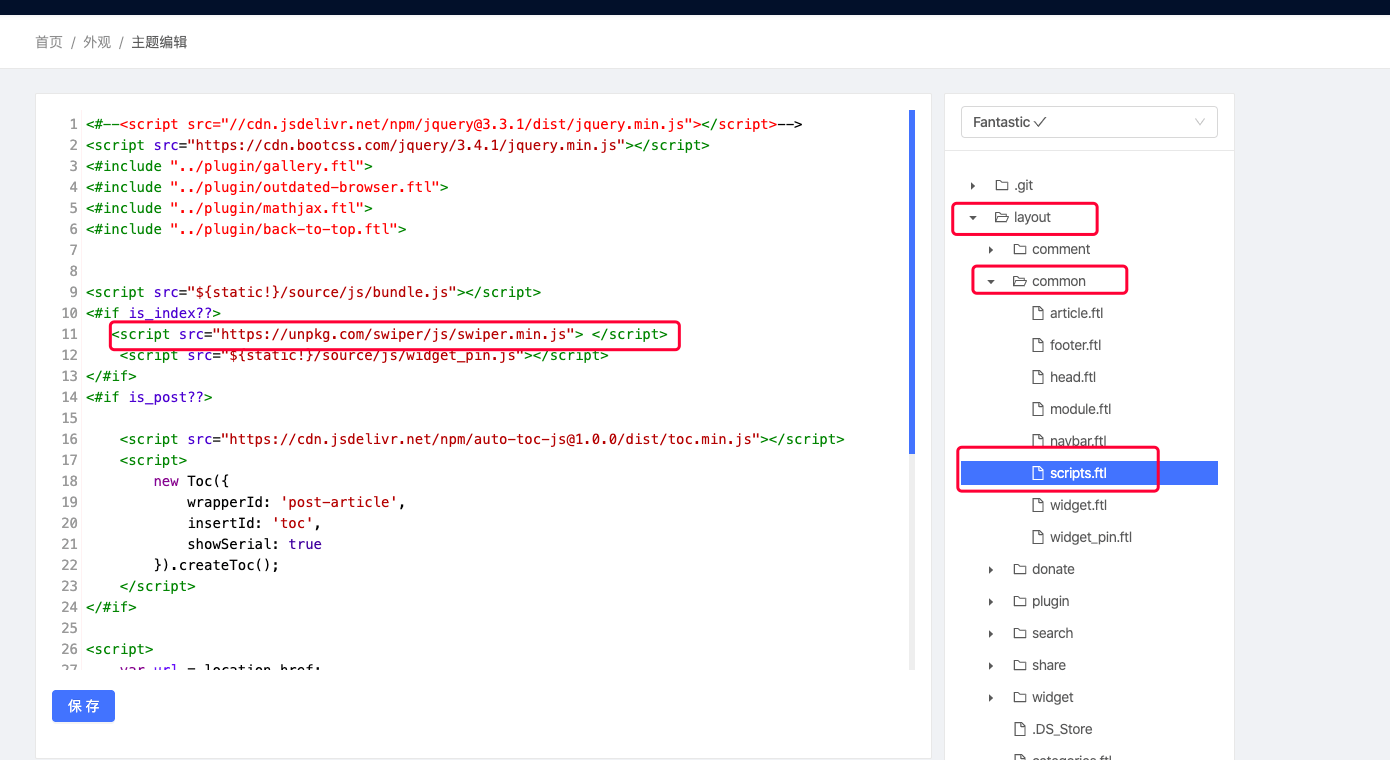 首页 / 外观 / 主题编辑
1 <#--<script src="//cdn.jsdelivr.net/npm/jquery@3.3.1/dist/jquery.min.js"></script>-->
2 <script src="https://cdn.bootcss.com/jquery/3.4.1/jquery.min.js"></script>
3 <#include "../plugin/gallery.ftl">
4 <#include "../plugin/outdated-browser.ftl">
5 <#include "../plugin/mathjax.ftl">
6 <#include "../plugin/back-to-top.ftl">
7
8
9 <script src="${static!}/source/js/bundle.js"></script>
10 <#if is_index??>
11 <script src="https://unpkg.com/swiper/js/swiper.min.js"> </script>
12 <script src="${static!}/source/js/widget_pin.js"></script>
13 </#if>
14 <#if is_post??>
15
16 <script src="https://cdn.jsdelivr.net/npm/auto-toc-js@1.0.0/dist/toc.min.js"></script>
17 <script>
18 new Toc({
19 wrapperId: 'post-article',
20 insertId: 'toc',
21 showSerial: true
22 }).createToc();
23 </script>
24 </#if>
25
26 <script>
27 var url = location.href;
保存
Fantastic
.git
layout
comment
common
article.ftl
footer.ftl
head.ftl
module.ftl
navbar.ftl
scripts.ftl
widget.ftl
widget_pin.ftl
donate
plugin
search
share
widget
.DS_Store
categories.ftl